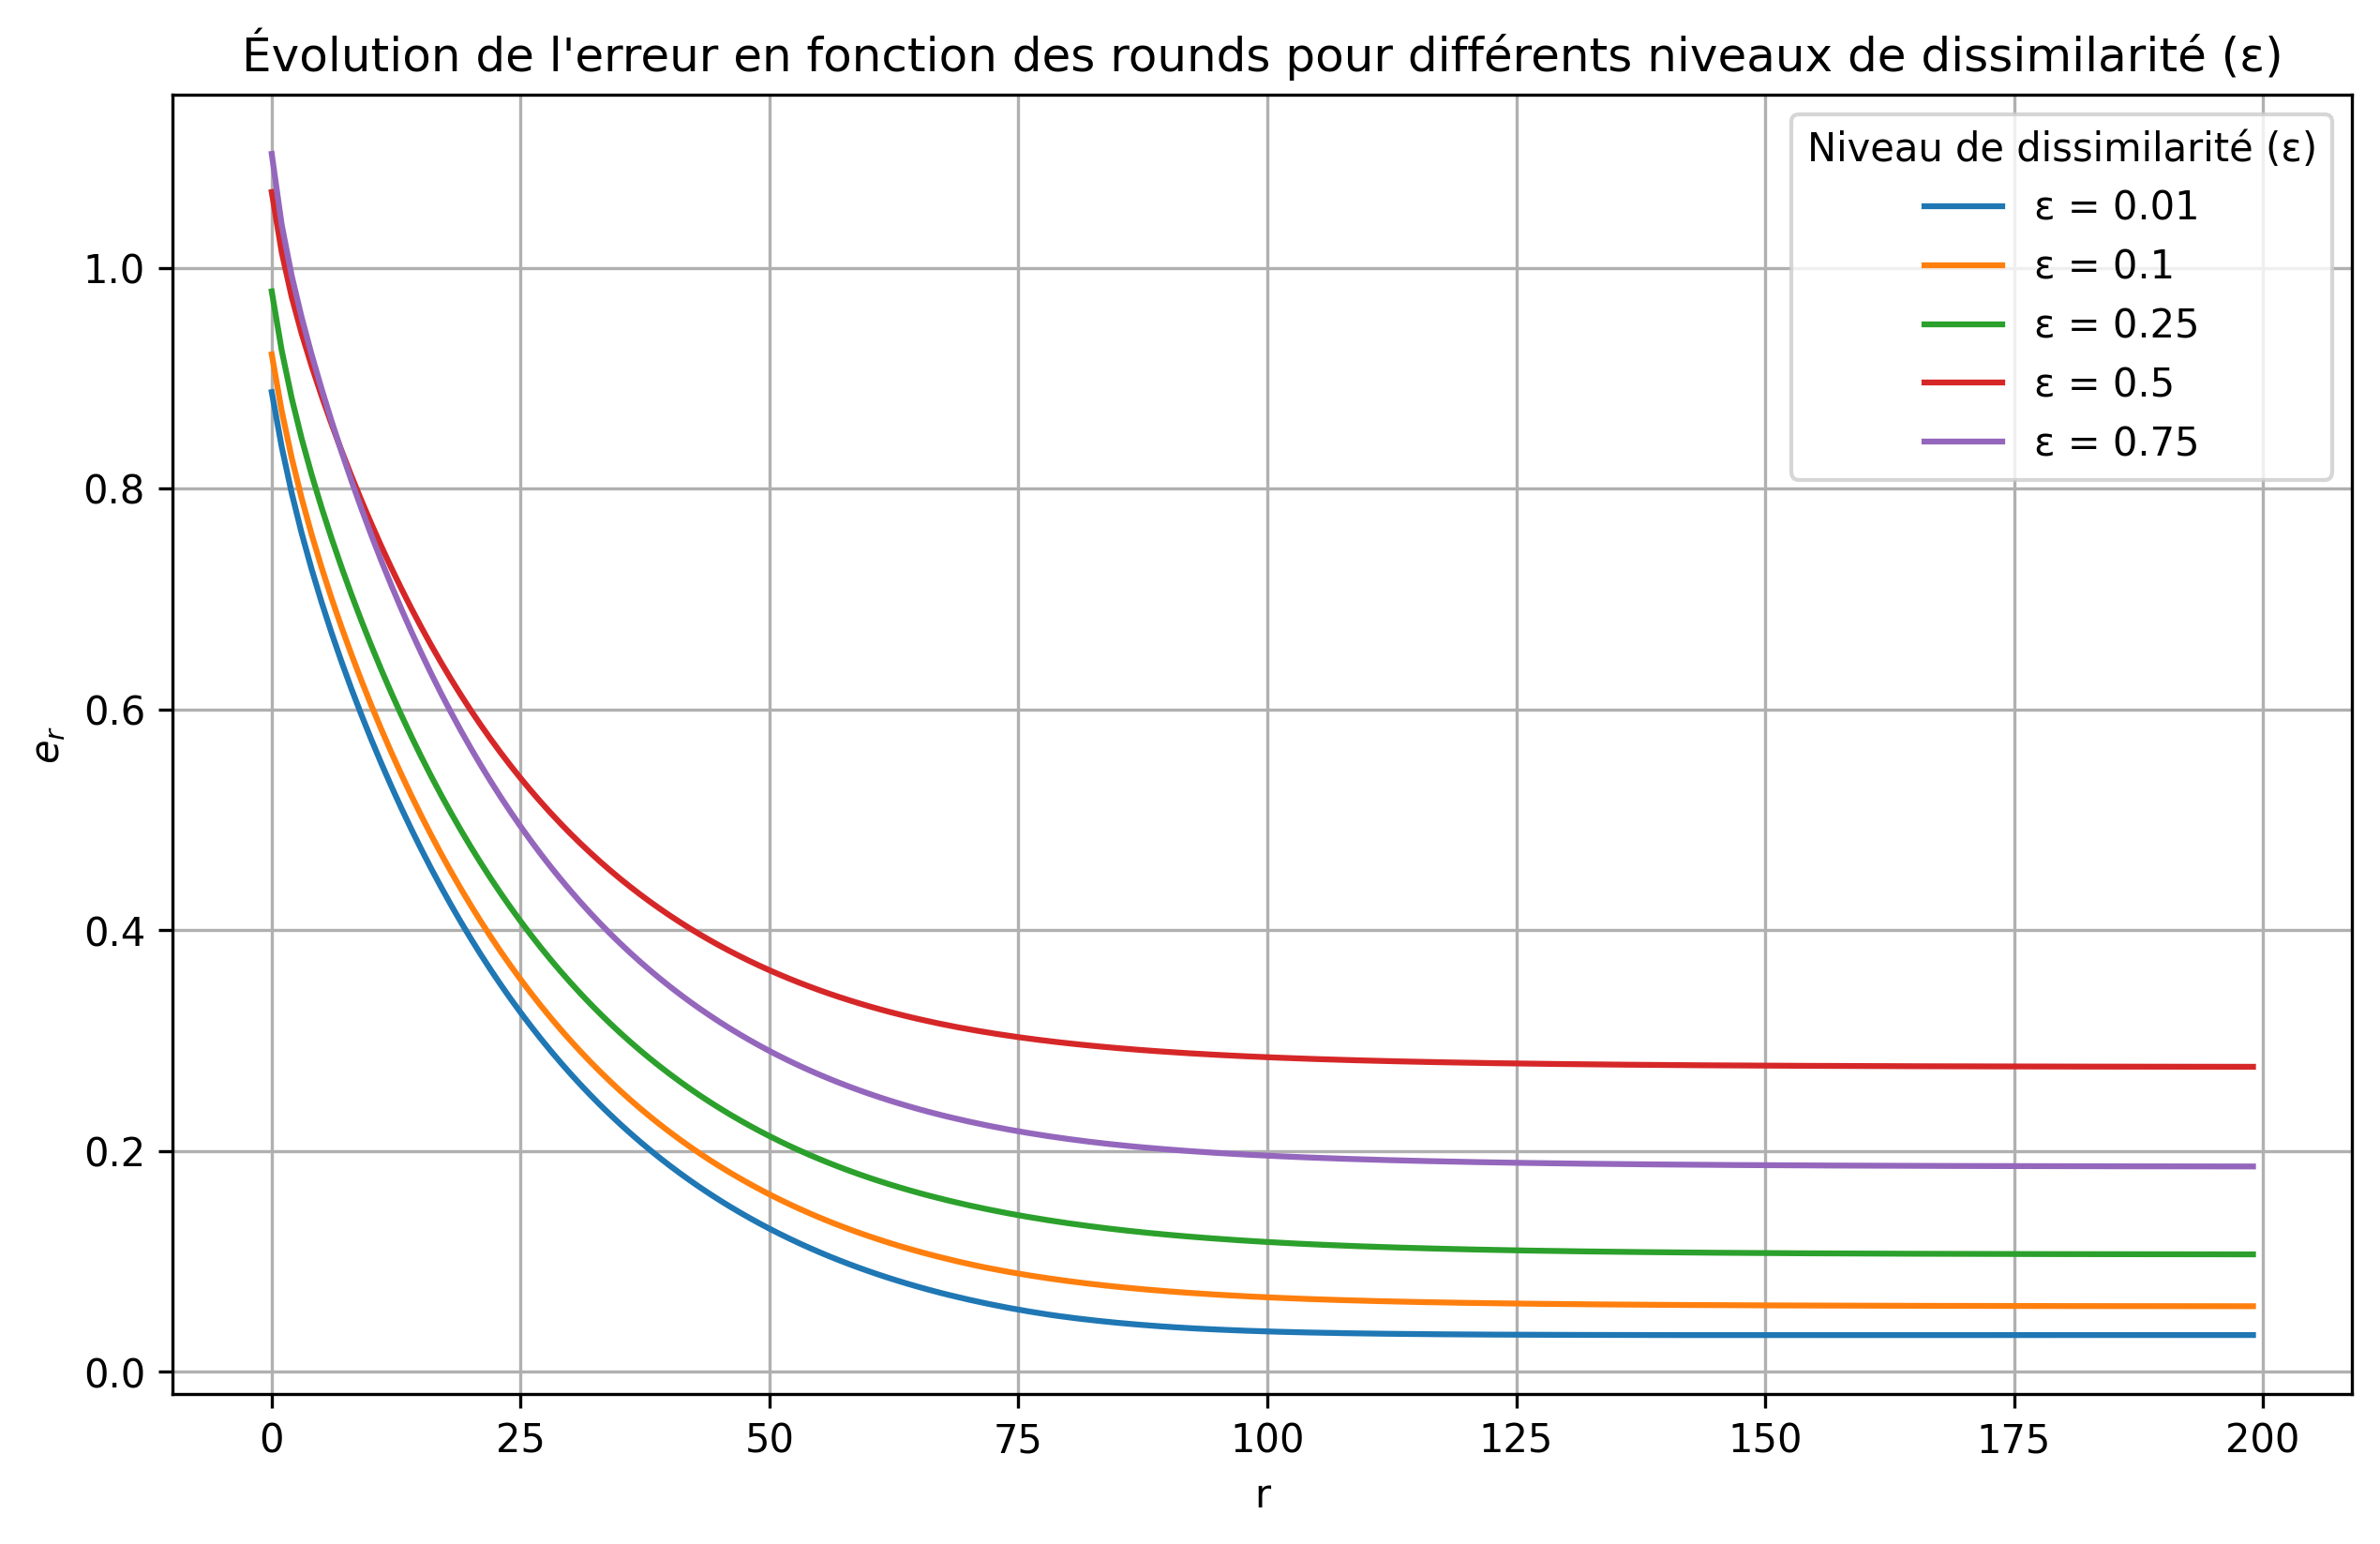 Évolution de l'erreur en fonction des rounds pour différents niveaux de dissimilarité (ε)
Niveau de dissimilarité (ε)
ε = 0.01
ε = 0.1
ε = 0.25
ε = 0.5
ε = 0.75
1.0
0.8
0.6
0.4
0.2
0.0
e_r
0 25 50 75 100 125 150 175 200
r